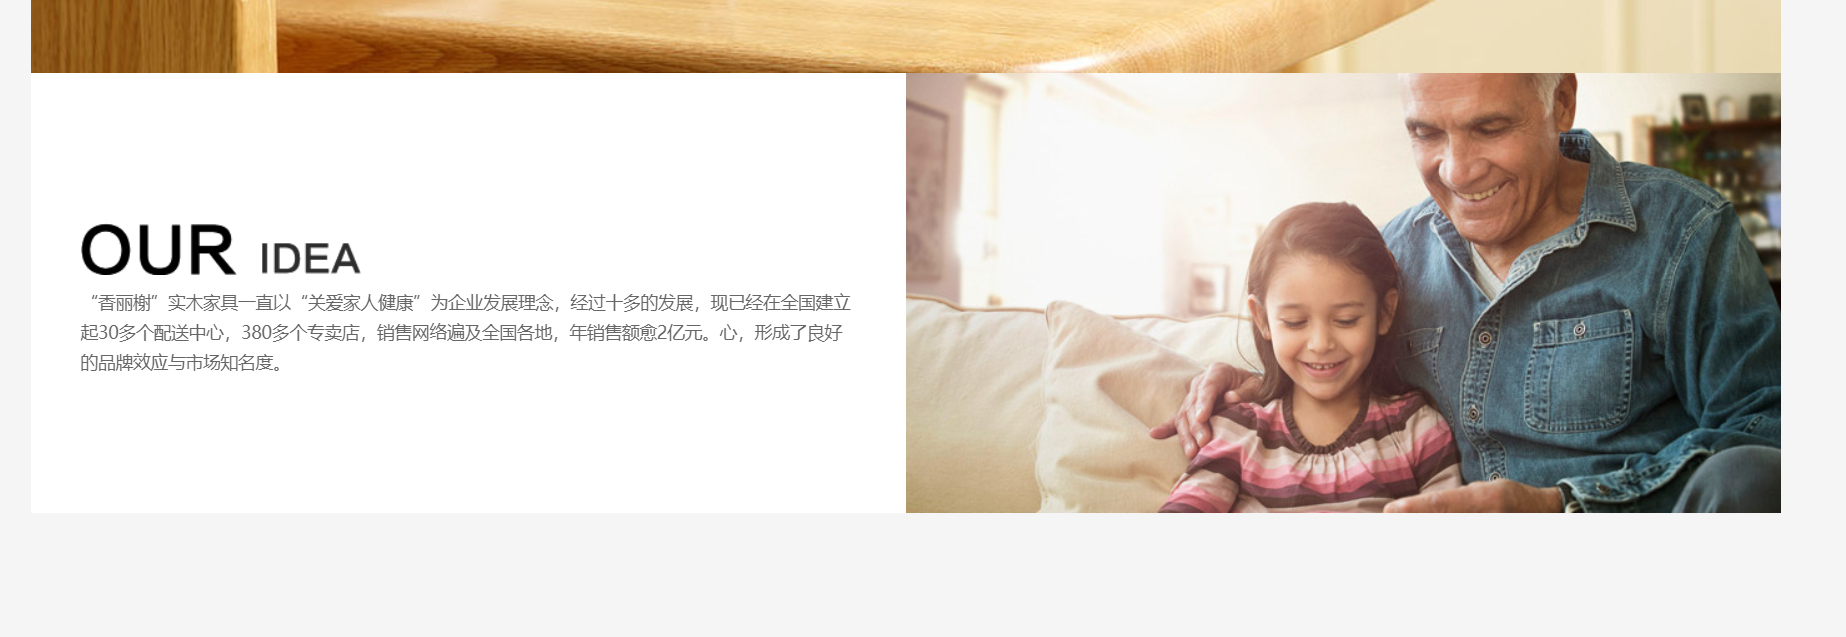 OUR IDEA
“香丽榭”实木家具一直以“关爱家人健康”为企业发展理念，经过十多的发展，现已经在全国建立
起30多个配送中心，380多个专卖店，销售网络遍及全国各地，年销售额愈2亿元。心，形成了良好
的品牌效应与市场知名度。